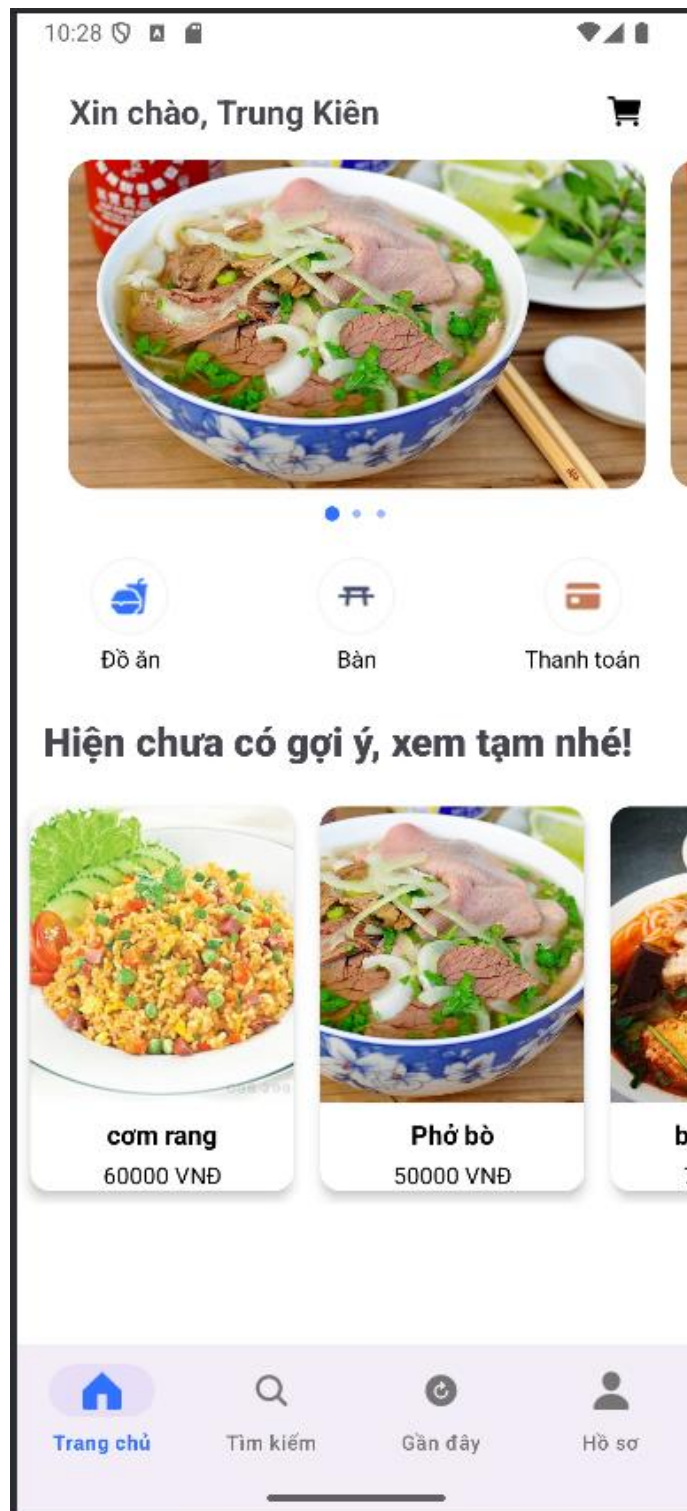 10:28
Xin chào, Trung Kiên
Đồ ăn
Bàn
Thanh toán
Hiện chưa có gợi ý, xem tạm nhé!
cơm rang
60000 VNĐ
Phở bò
50000 VNĐ
b
Trang chủ
Tìm kiếm
Gần đây
Hồ sơ